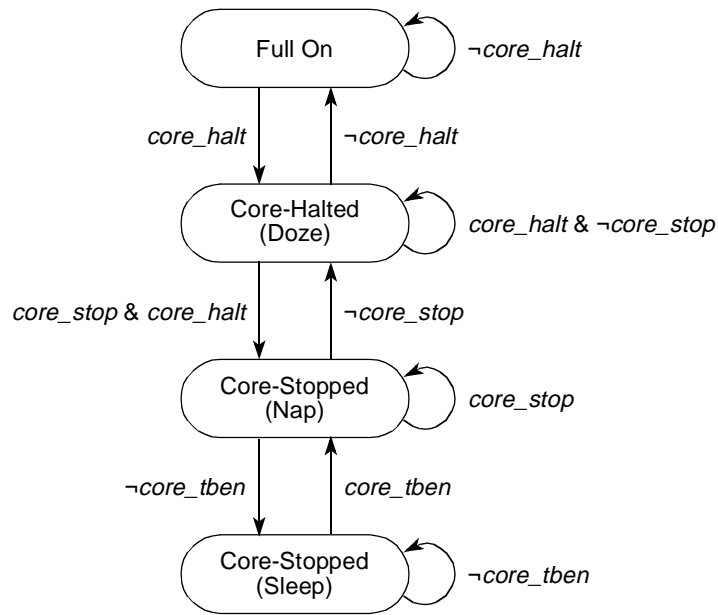 Full On
¬core_halt
core_halt
¬core_halt
Core-Halted
(Doze)
core_halt & ¬core_stop
core_stop & core_halt
¬core_stop
Core-Stopped
(Nap)
core_stop
¬core_tben
core_tben
Core-Stopped
(Sleep)
¬core_tben